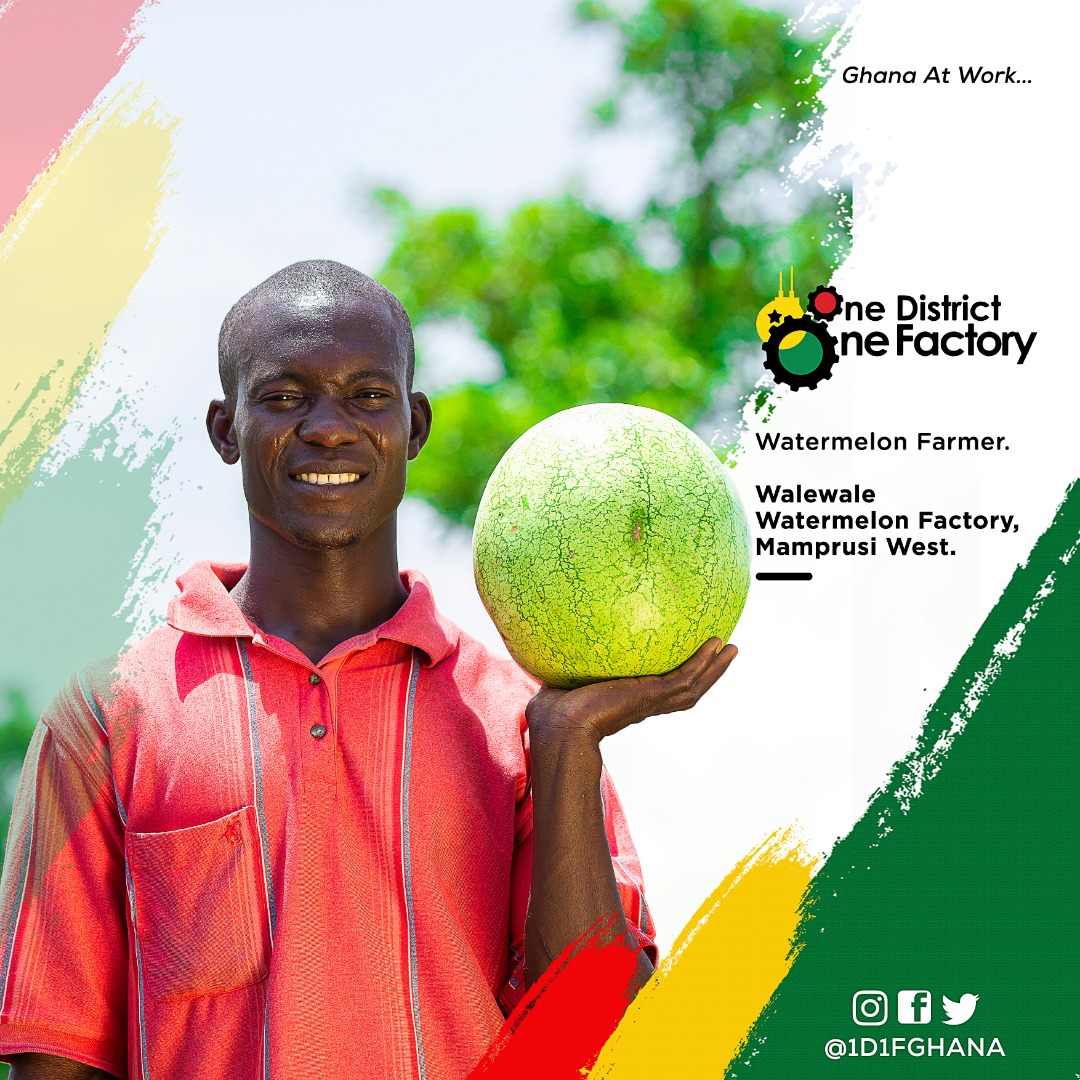 Ghana At Work...
One District
One Factory
Watermelon Farmer.
Walewale
Watermelon Factory,
Mamprusi West.
@1D1FGHANA